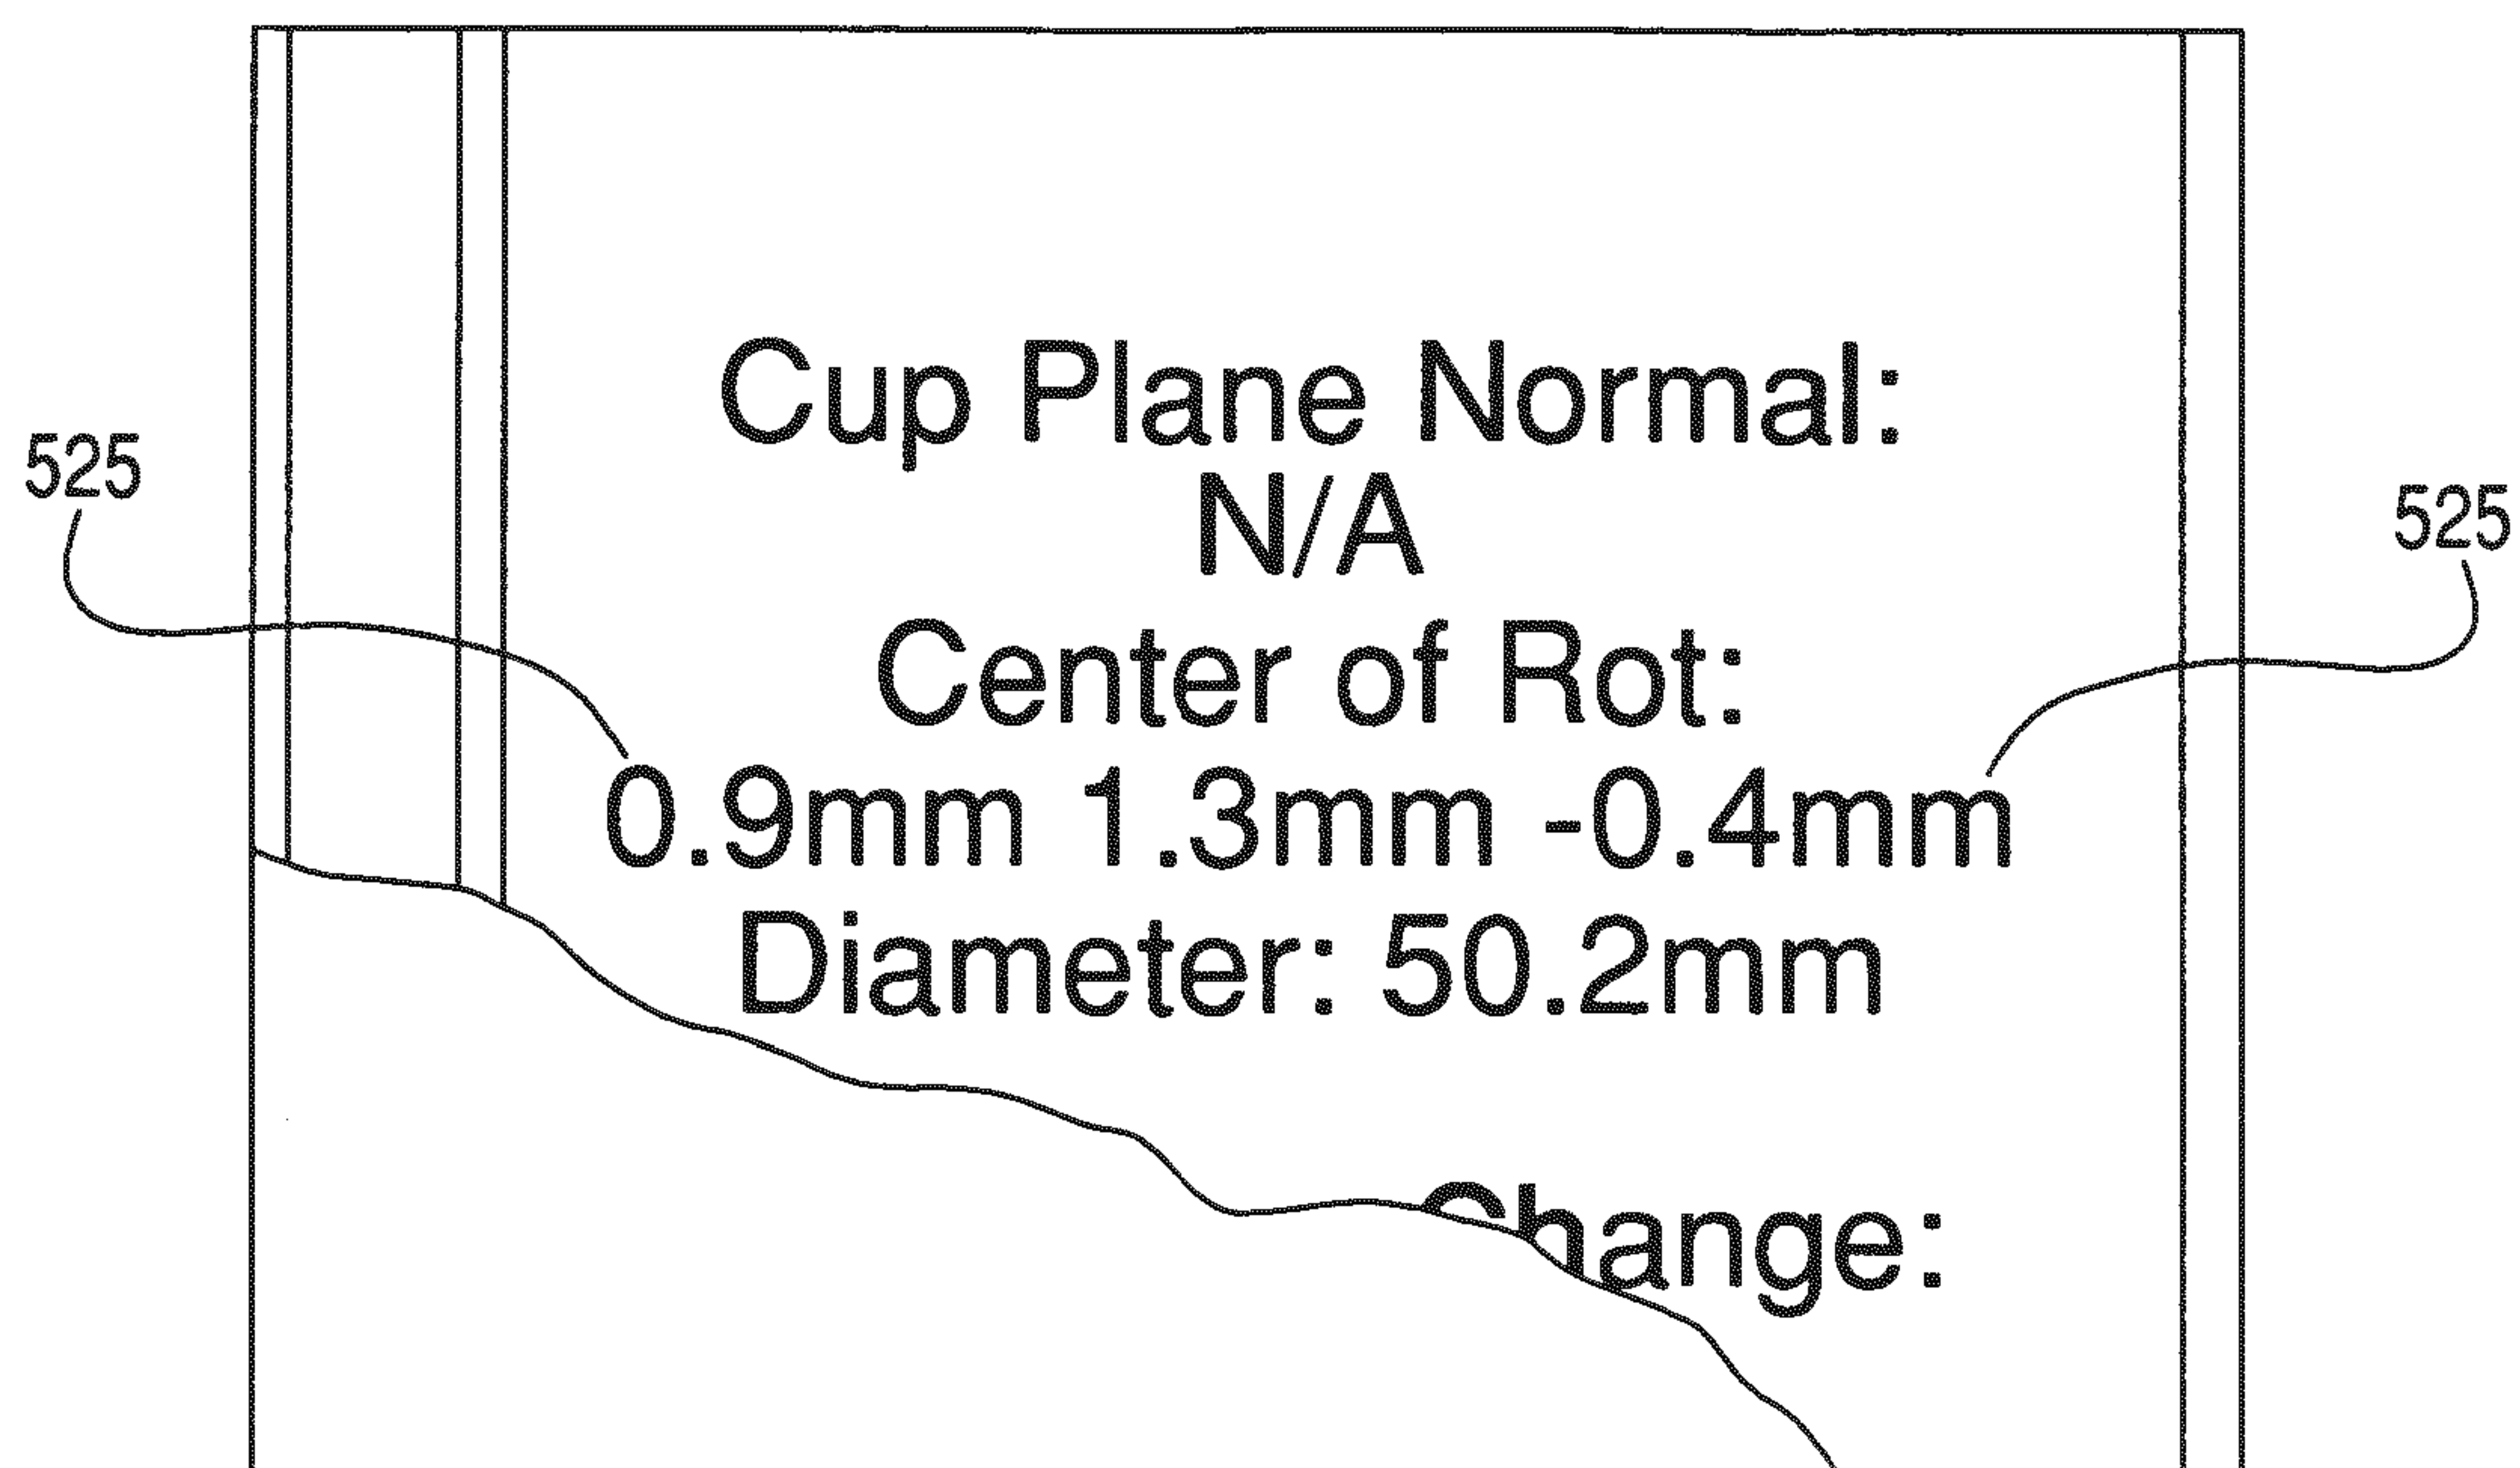 Cup Plane Normal:
525
N/A
525
Center of Rot:
0.9mm 1.3mm -0.4mm
Diameter: 50.2mm
Change: